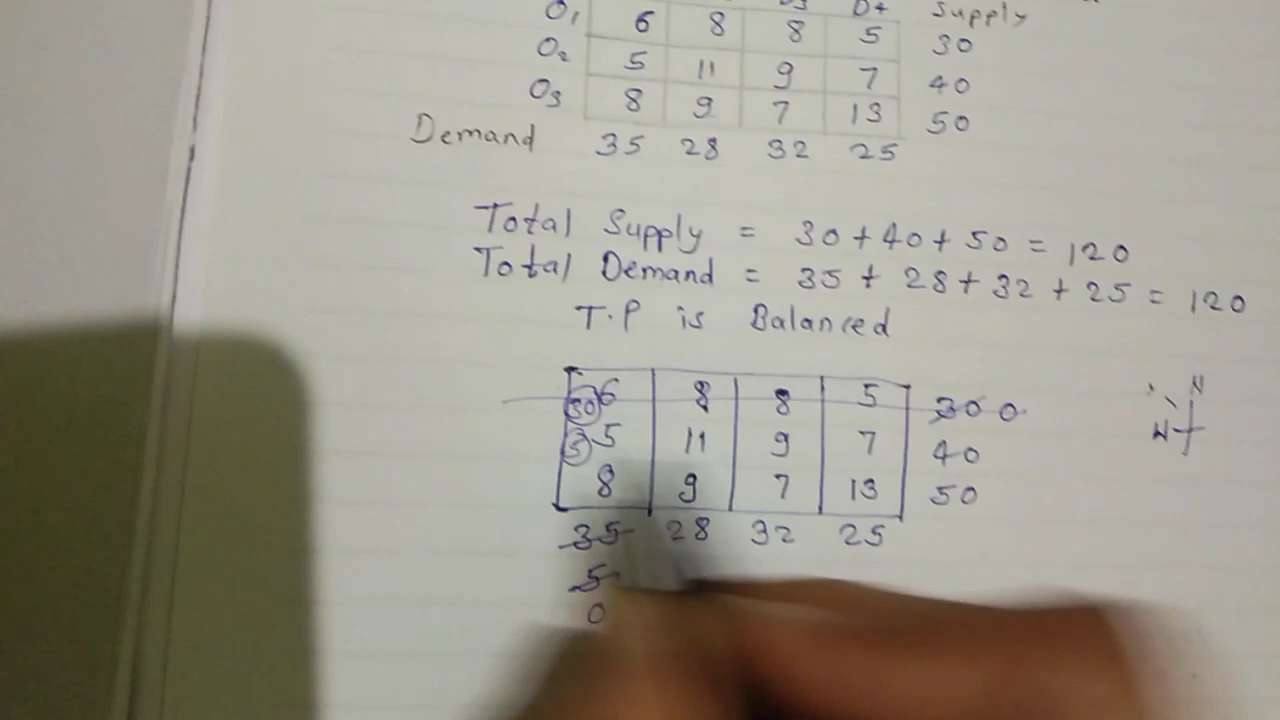 D4 Supply
O1 6 8 8 5 30
O2 5 11 9 7 40
O3 8 9 7 13 50
Demand 35 28 32 25
Total Supply = 30+40+50 = 120
Total Demand = 35 + 28+ 32 + 25 = 120
T.P is Balanced
30 6 8 8 5 30 0 0
5 5 11 9 7 40
8 9 7 13 50
35 28 32 25
5
0
N
W